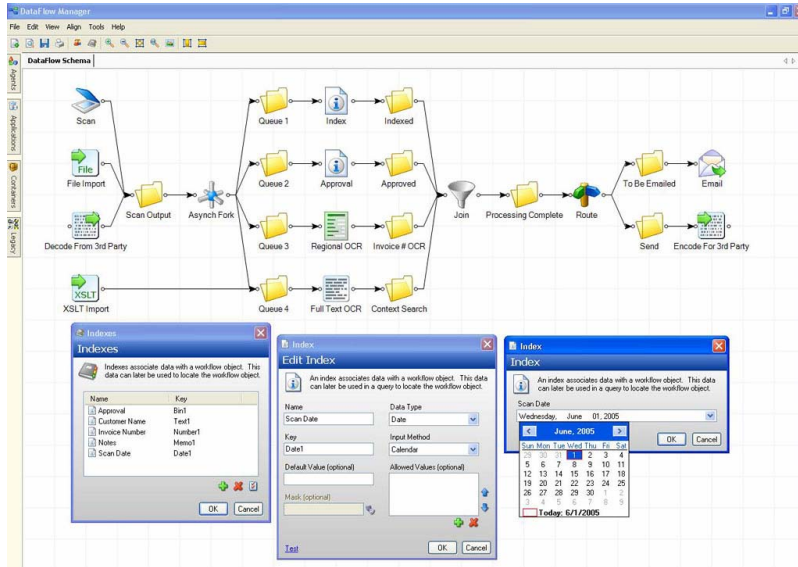 DataFlow Manager
File Edit View Align Tools Help
DataFlow Schema
Agents
Applications
Containers
Legacy
Scan
Queue 1
Index
Indexed
File
File Import
Queue 2
Approval
Approved
To Be Emailed
Email
Scan Output
Asynch Fork
Join
Processing Complete
Route
Decode From 3rd Party
Queue 3
Regional OCR
Invoice # OCR
Send
Encode For 3rd Party
XSLT
XSLT Import
Queue 4
Full Text OCR
Context Search
Indexes
Indexes
Indexes associate data with a workflow object. This
data can later be used to locate the workflow object.
Name Key
Approval Bin1
Customer Name Text1
Invoice Number Number1
Notes Memo1
Scan Date Date1
OK Cancel
Index
Edit Index
An index associates data with a workflow object. This data
can later be used in a query to locate the workflow object.
Name Data Type
Scan Date Date
Key Input Method
Date1 Calendar
Default Value (optional) Allowed Values (optional)
Mask (optional)
Test OK Cancel
Index
Index
An index associates data with a workflow object. This data
can later be used in a query to locate the workflow object.
Scan Date
Wednesday, June 01, 2005
June, 2005
Sun Mon Tue Wed Thu Fri Sat
29 30 31 1 2 3 4
5 6 7 8 9 10 11
12 13 14 15 16 17 18
19 20 21 22 23 24 25
26 27 28 29 30 1 2
3 4 5 6 7 8 9
Today: 6/1/2005
OK Cancel